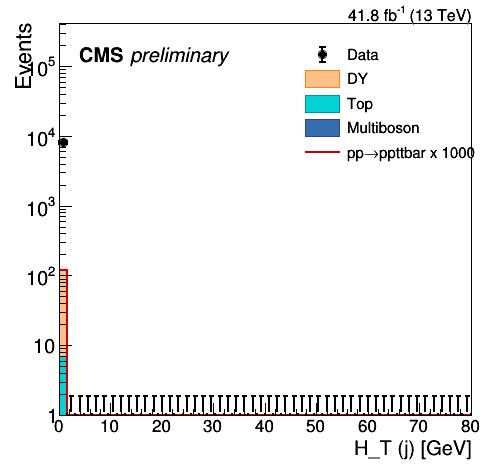 41.8 fb⁻¹ (13 TeV)
Events
CMS preliminary
Data
DY
Top
Multiboson
pp→ppttbar x 1000
10⁵
10⁴
10³
10²
10
1
0 10 20 30 40 50 60 70 80
H_T (j) [GeV]